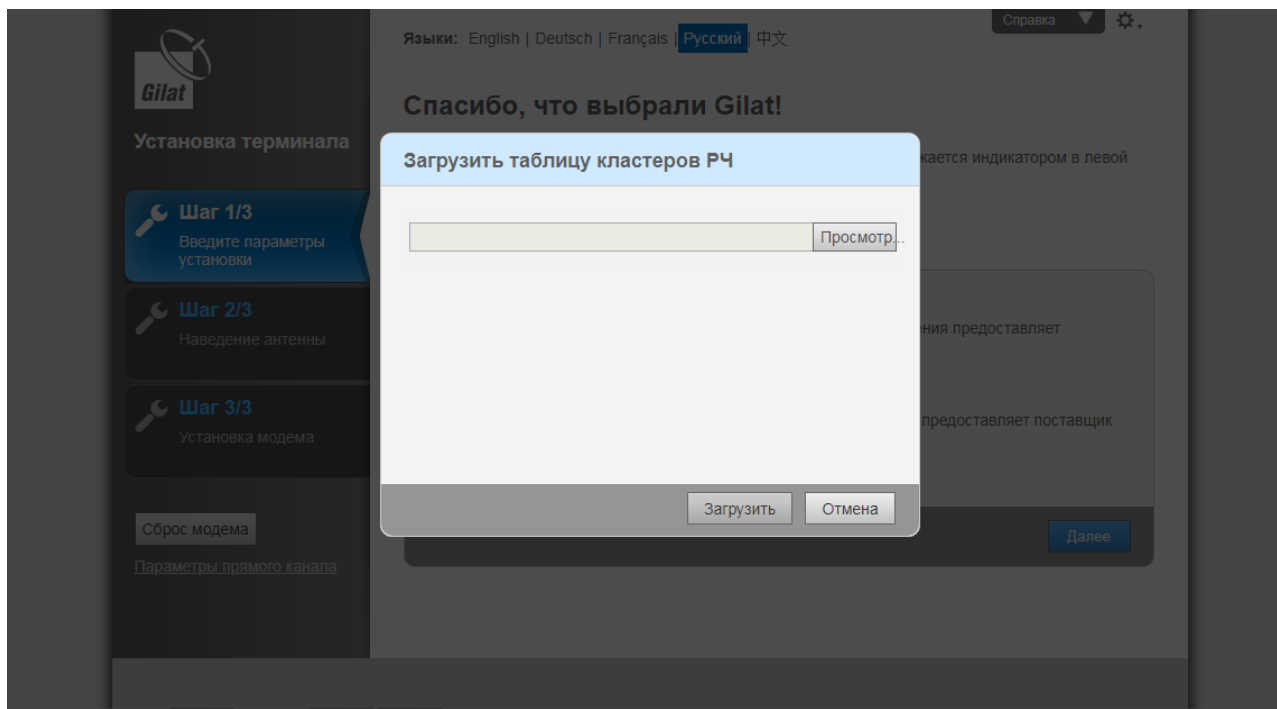 Справка
Языки: English | Deutsch | Français | Русский | 中文
Gilat
Спасибо, что выбрали Gilat!
Установка терминала
Загрузить таблицу кластеров РЧ
кается индикатором в левой
Шаг 1/3
Введите параметры
установки
Просмотр...
Шаг 2/3
Наведение антенны
ния предоставляет
Шаг 3/3
Установка модема
предоставляет поставщик
Загрузить
Отмена
Сброс модема
Далее
Параметры прямого канала